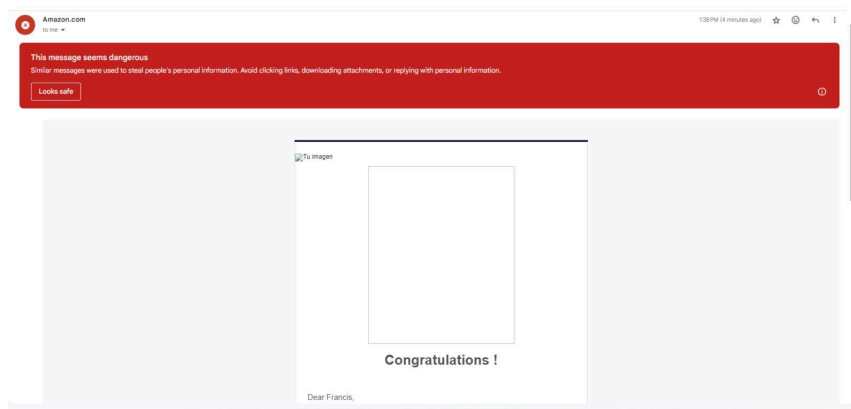 Amazon.com
1:38 PM (4 minutes ago)
to me
This message seems dangerous
Similar messages were used to steal people's personal information. Avoid clicking links, downloading attachments, or replying with personal information.
Looks safe
Tu imagen
Congratulations !
Dear Francis,